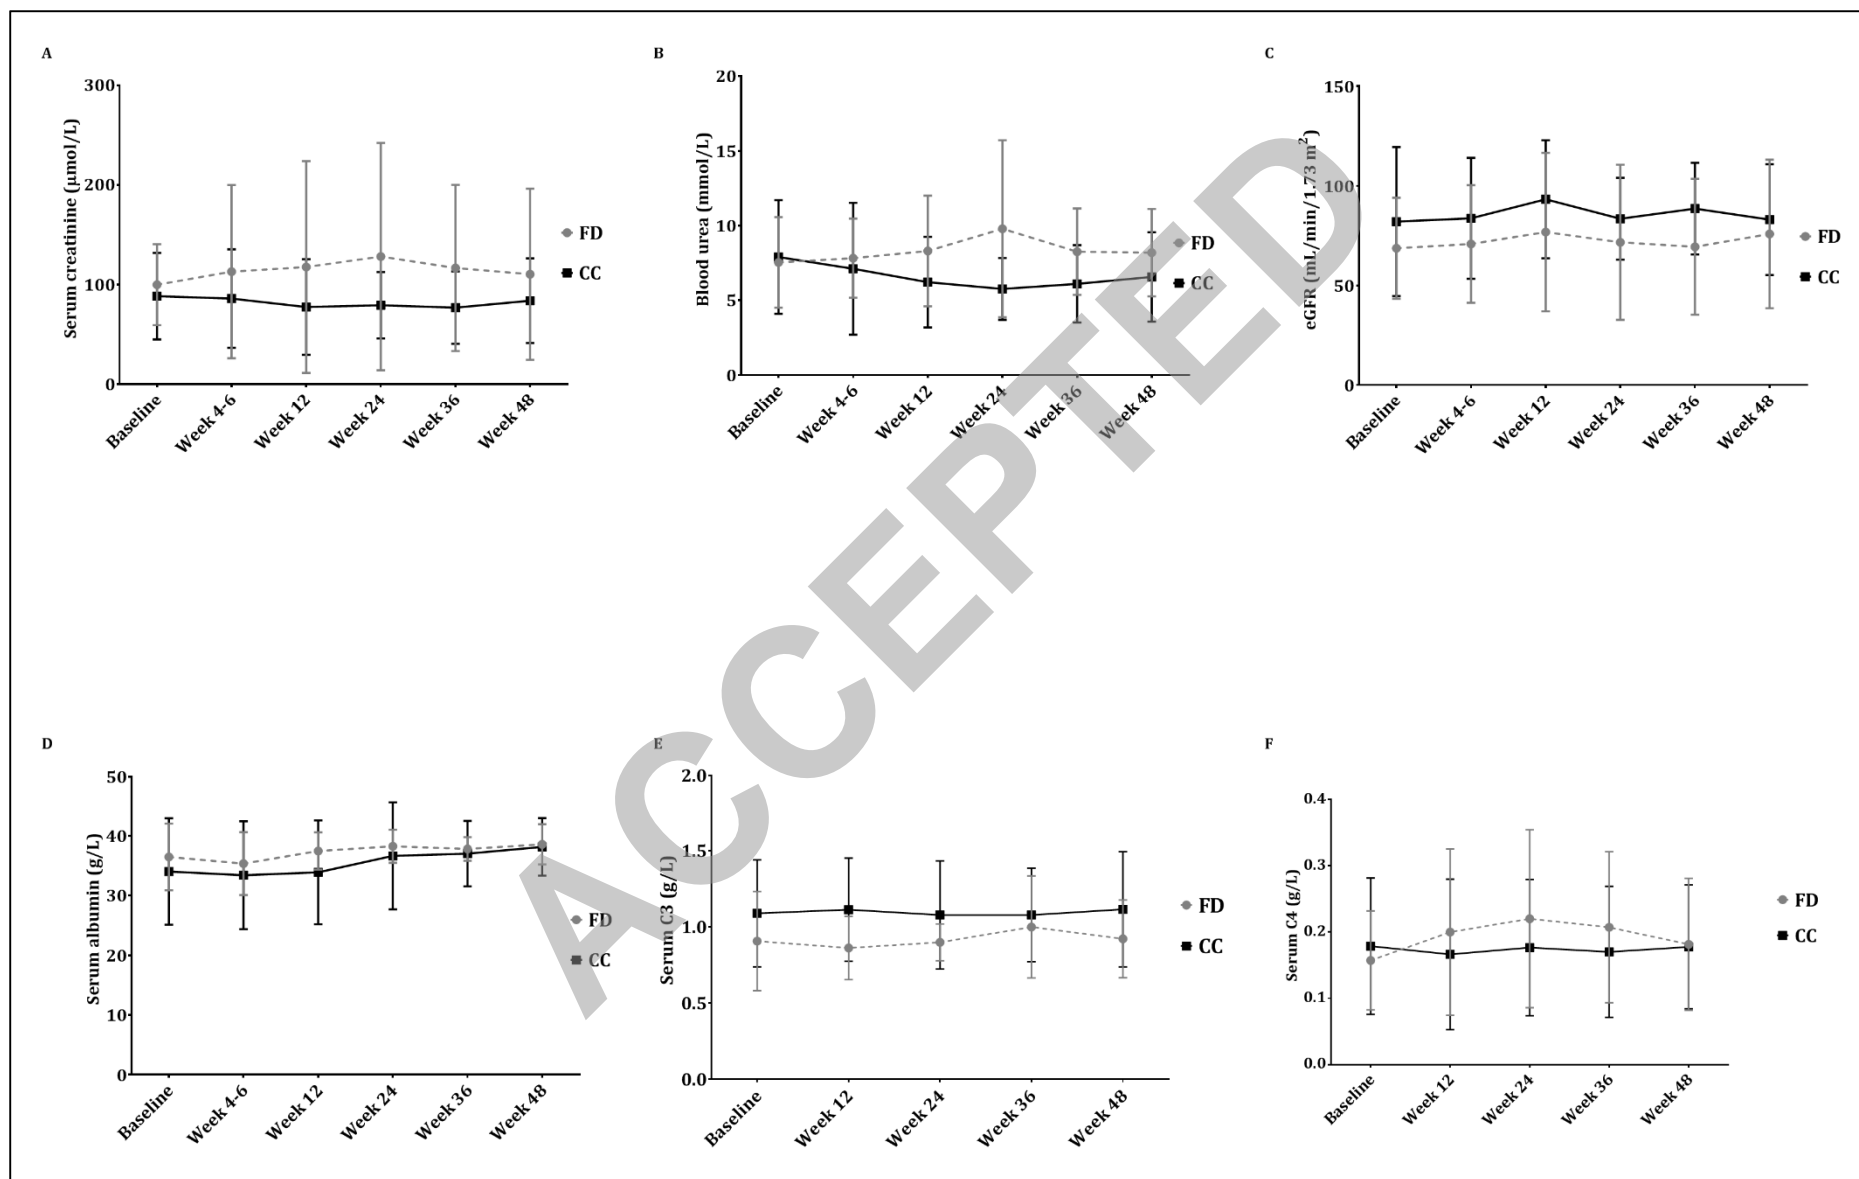 A
Serum creatinine (µmol/L)
300
200
100
0
Baseline
Week 4-6
Week 12
Week 24
Week 36
Week 48
FD
CC
B
Blood urea (mmol/L)
20
15
10
5
0
Baseline
Week 4-6
Week 12
Week 24
Week 36
Week 48
FD
CC
C
eGFR (mL/min/1.73 m²)
150
100
50
0
Baseline
Week 4-6
Week 12
Week 24
Week 36
Week 48
FD
CC
ACCEPTED
D
Serum albumin (g/L)
50
40
30
20
10
0
Baseline
Week 4-6
Week 12
Week 24
Week 36
Week 48
FD
CC
E
Serum C3 (g/L)
2.0
1.5
1.0
0.5
0.0
Baseline
Week 12
Week 24
Week 36
Week 48
FD
CC
F
Serum C4 (g/L)
0.4
0.3
0.2
0.1
0.0
Baseline
Week 12
Week 24
Week 36
Week 48
FD
CC